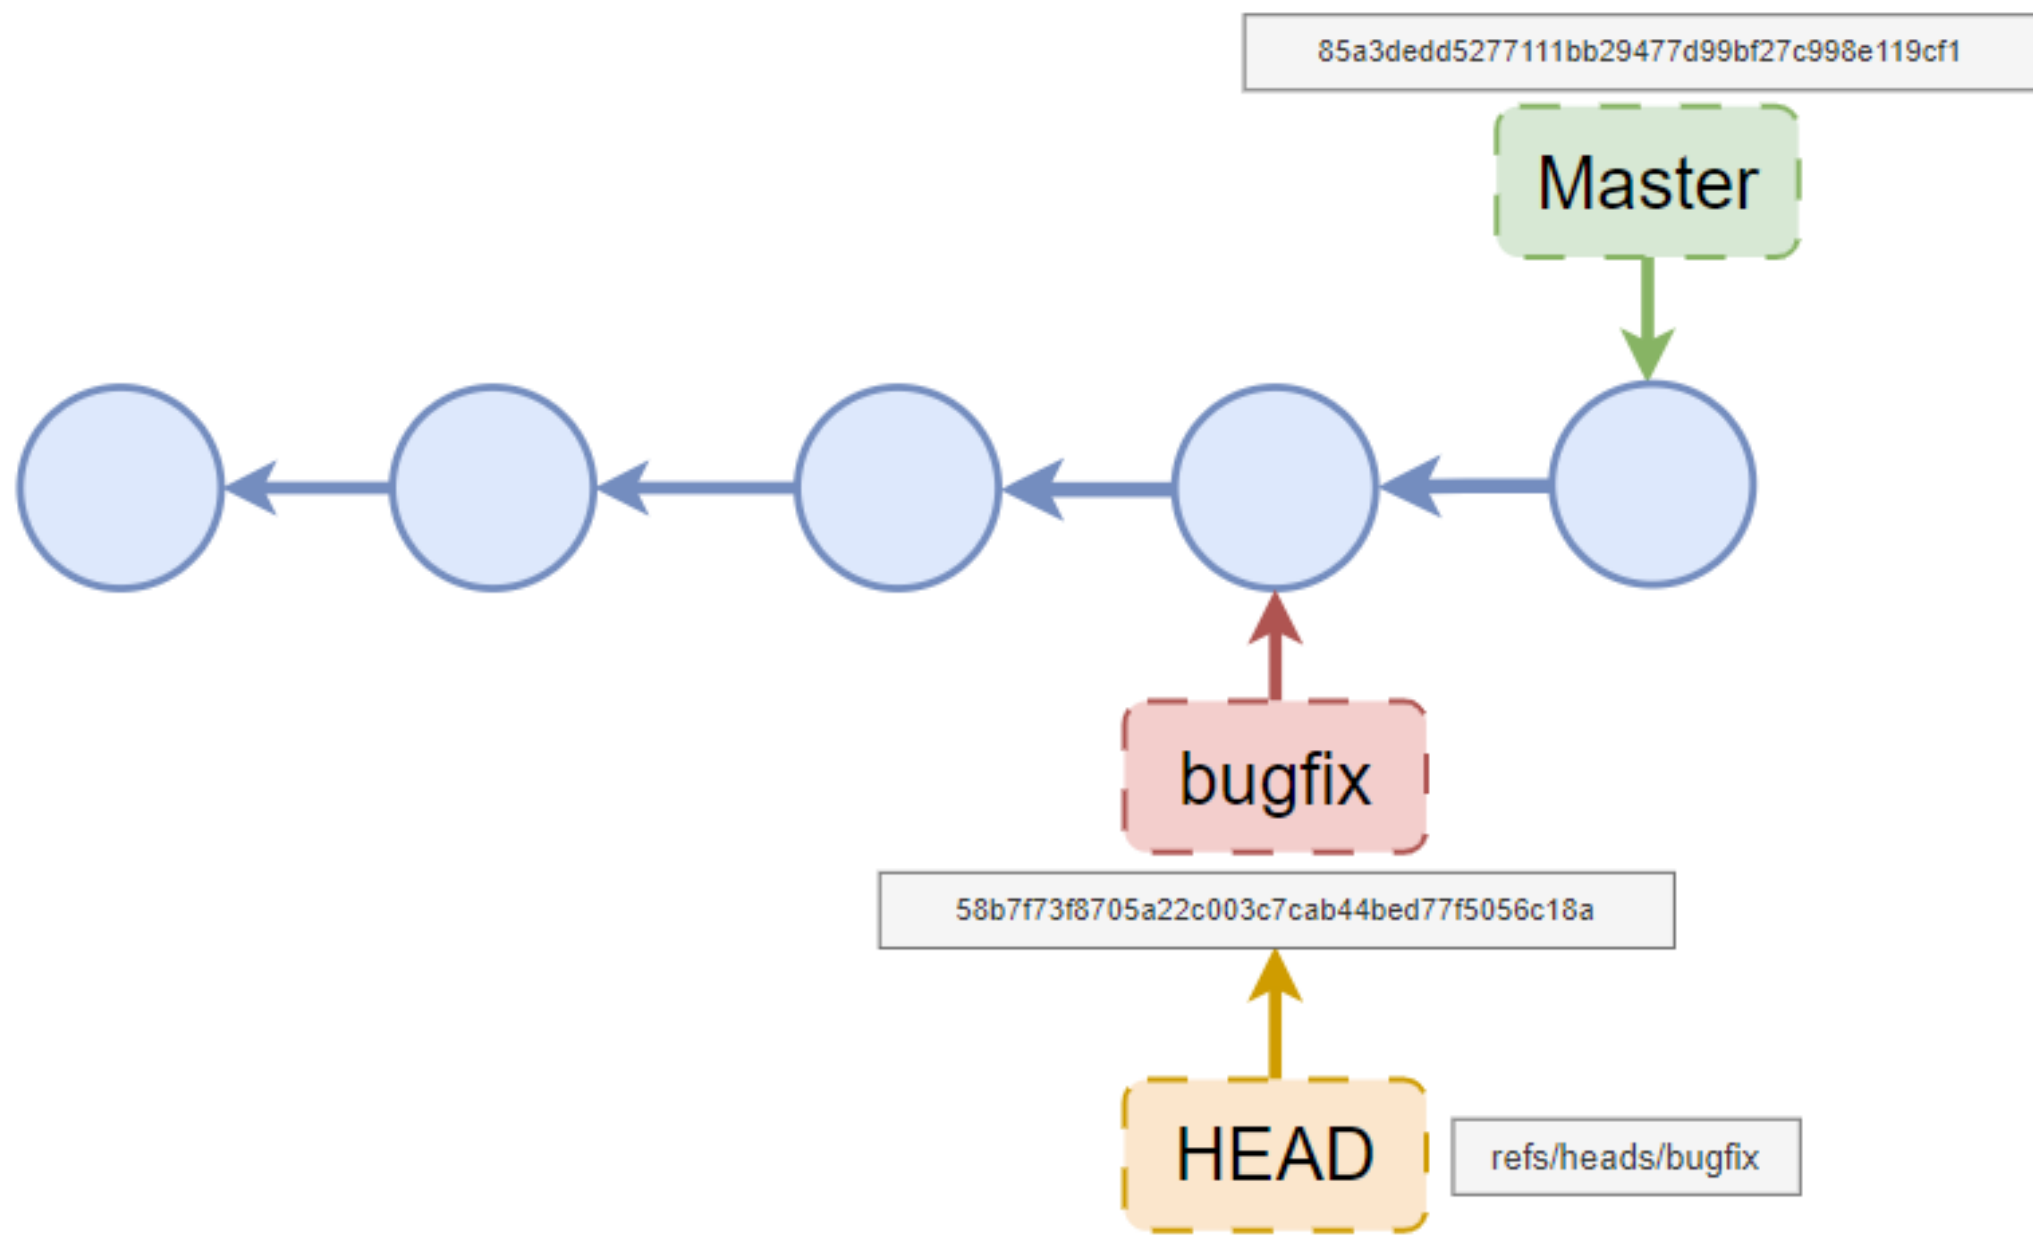 85a3dedd5277111bb29477d99bf27c998e119cf1
Master
bugfix
58b7f73f8705a22c003c7cab44bed77f5056c18a
HEAD
refs/heads/bugfix